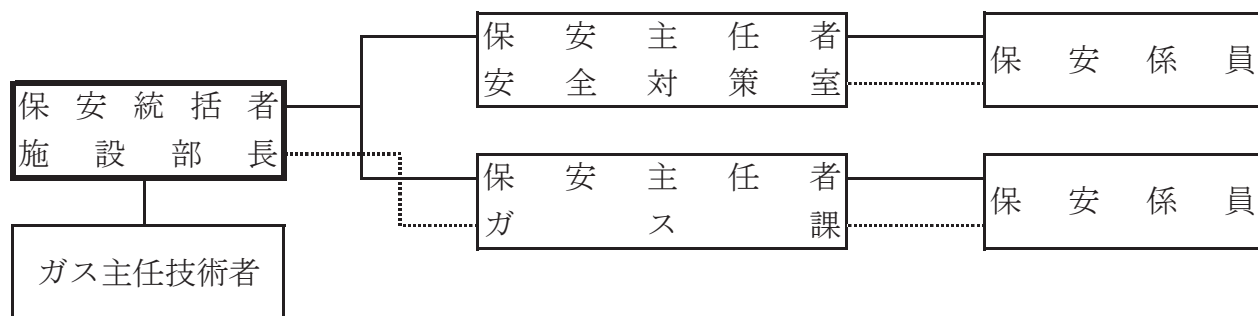 保安統括者
施設部長
ガス主任技術者
保安主任者
安全対策室
保安係員
保安主任者
ガス課
保安係員